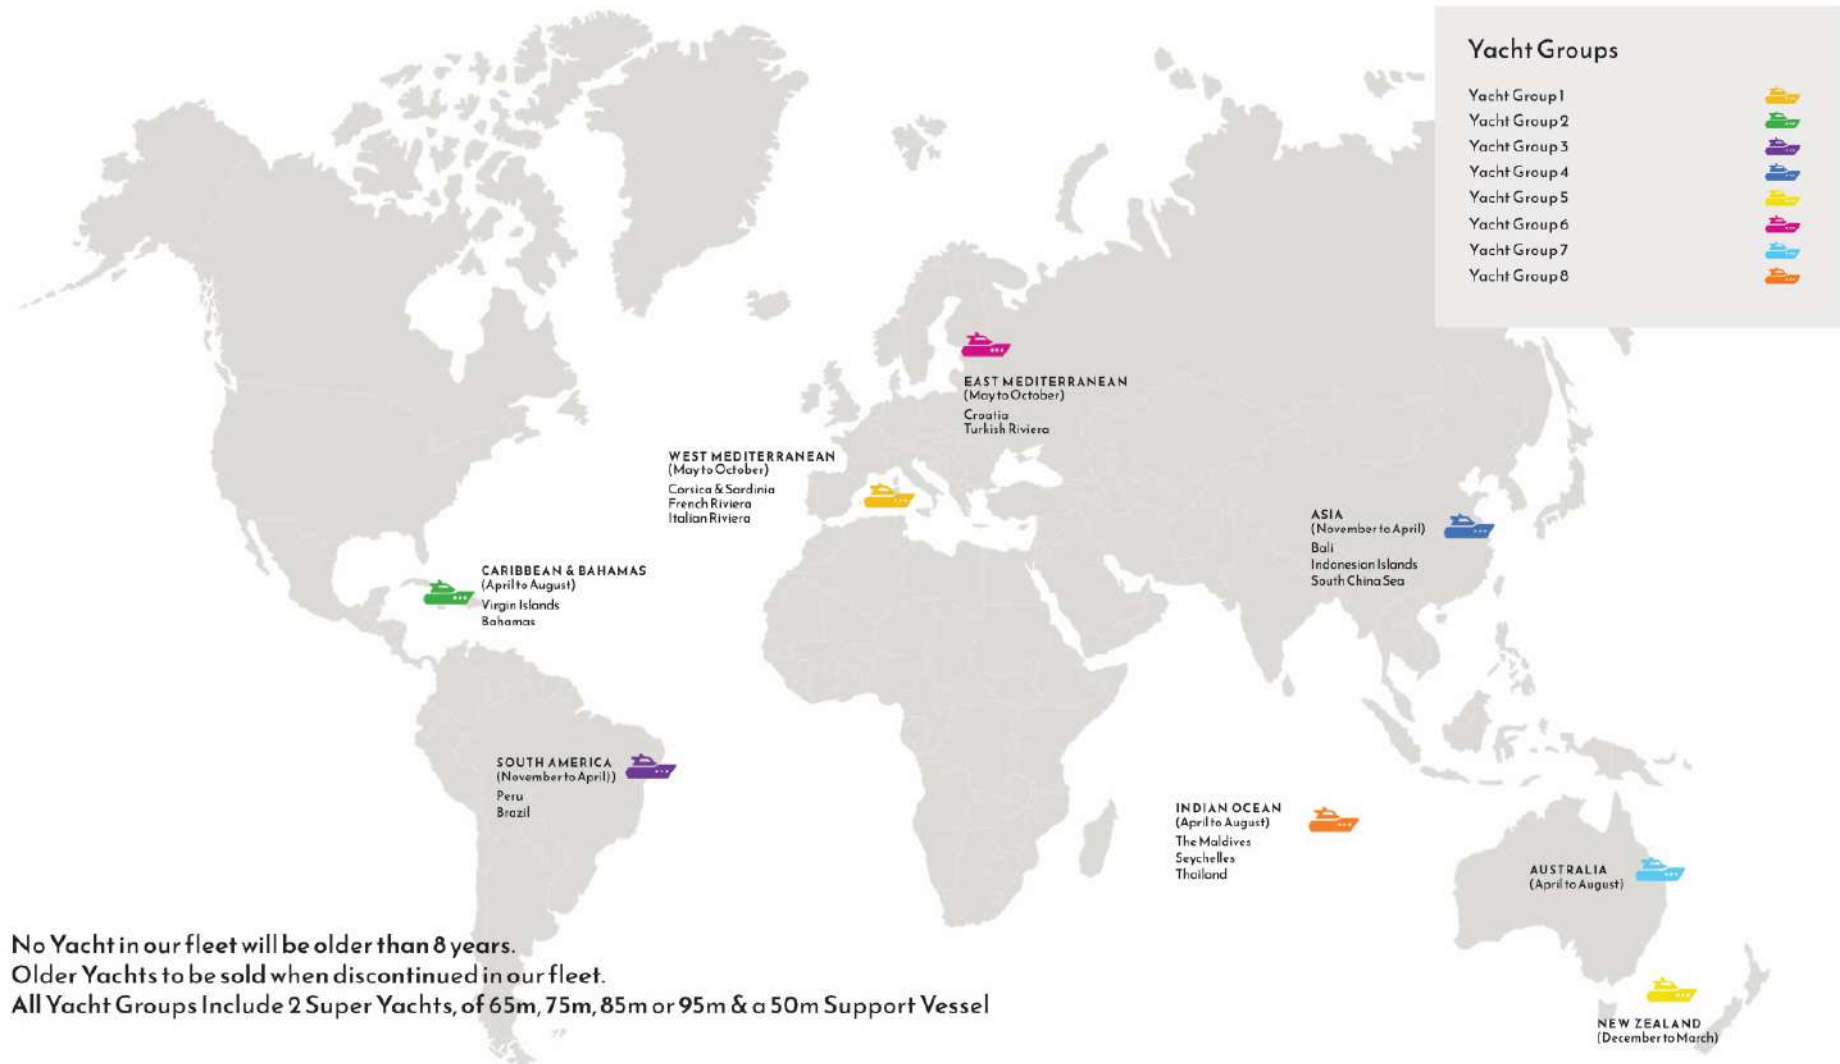 Yacht Groups
Yacht Group 1
Yacht Group 2
Yacht Group 3
Yacht Group 4
Yacht Group 5
Yacht Group 6
Yacht Group 7
Yacht Group 8
EAST MEDITERRANEAN
(May to October)
Croatia
Turkish Riviera
WEST MEDITERRANEAN
(May to October)
Corsica & Sardinia
French Riviera
Italian Riviera
ASIA
(November to April)
Bali
Indonesian Islands
South China Sea
CARIBBEAN & BAHAMAS
(April to August)
Virgin Islands
Bahamas
SOUTH AMERICA
(November to April))
Peru
Brazil
INDIAN OCEAN
(April to August)
The Maldives
Seychelles
Thailand
AUSTRALIA
(April to August)
NEW ZEALAND
(December to March)
No Yacht in our fleet will be older than 8 years.
Older Yachts to be sold when discontinued in our fleet.
All Yacht Groups Include 2 Super Yachts, of 65m, 75m, 85m or 95m & a 50m Support Vessel